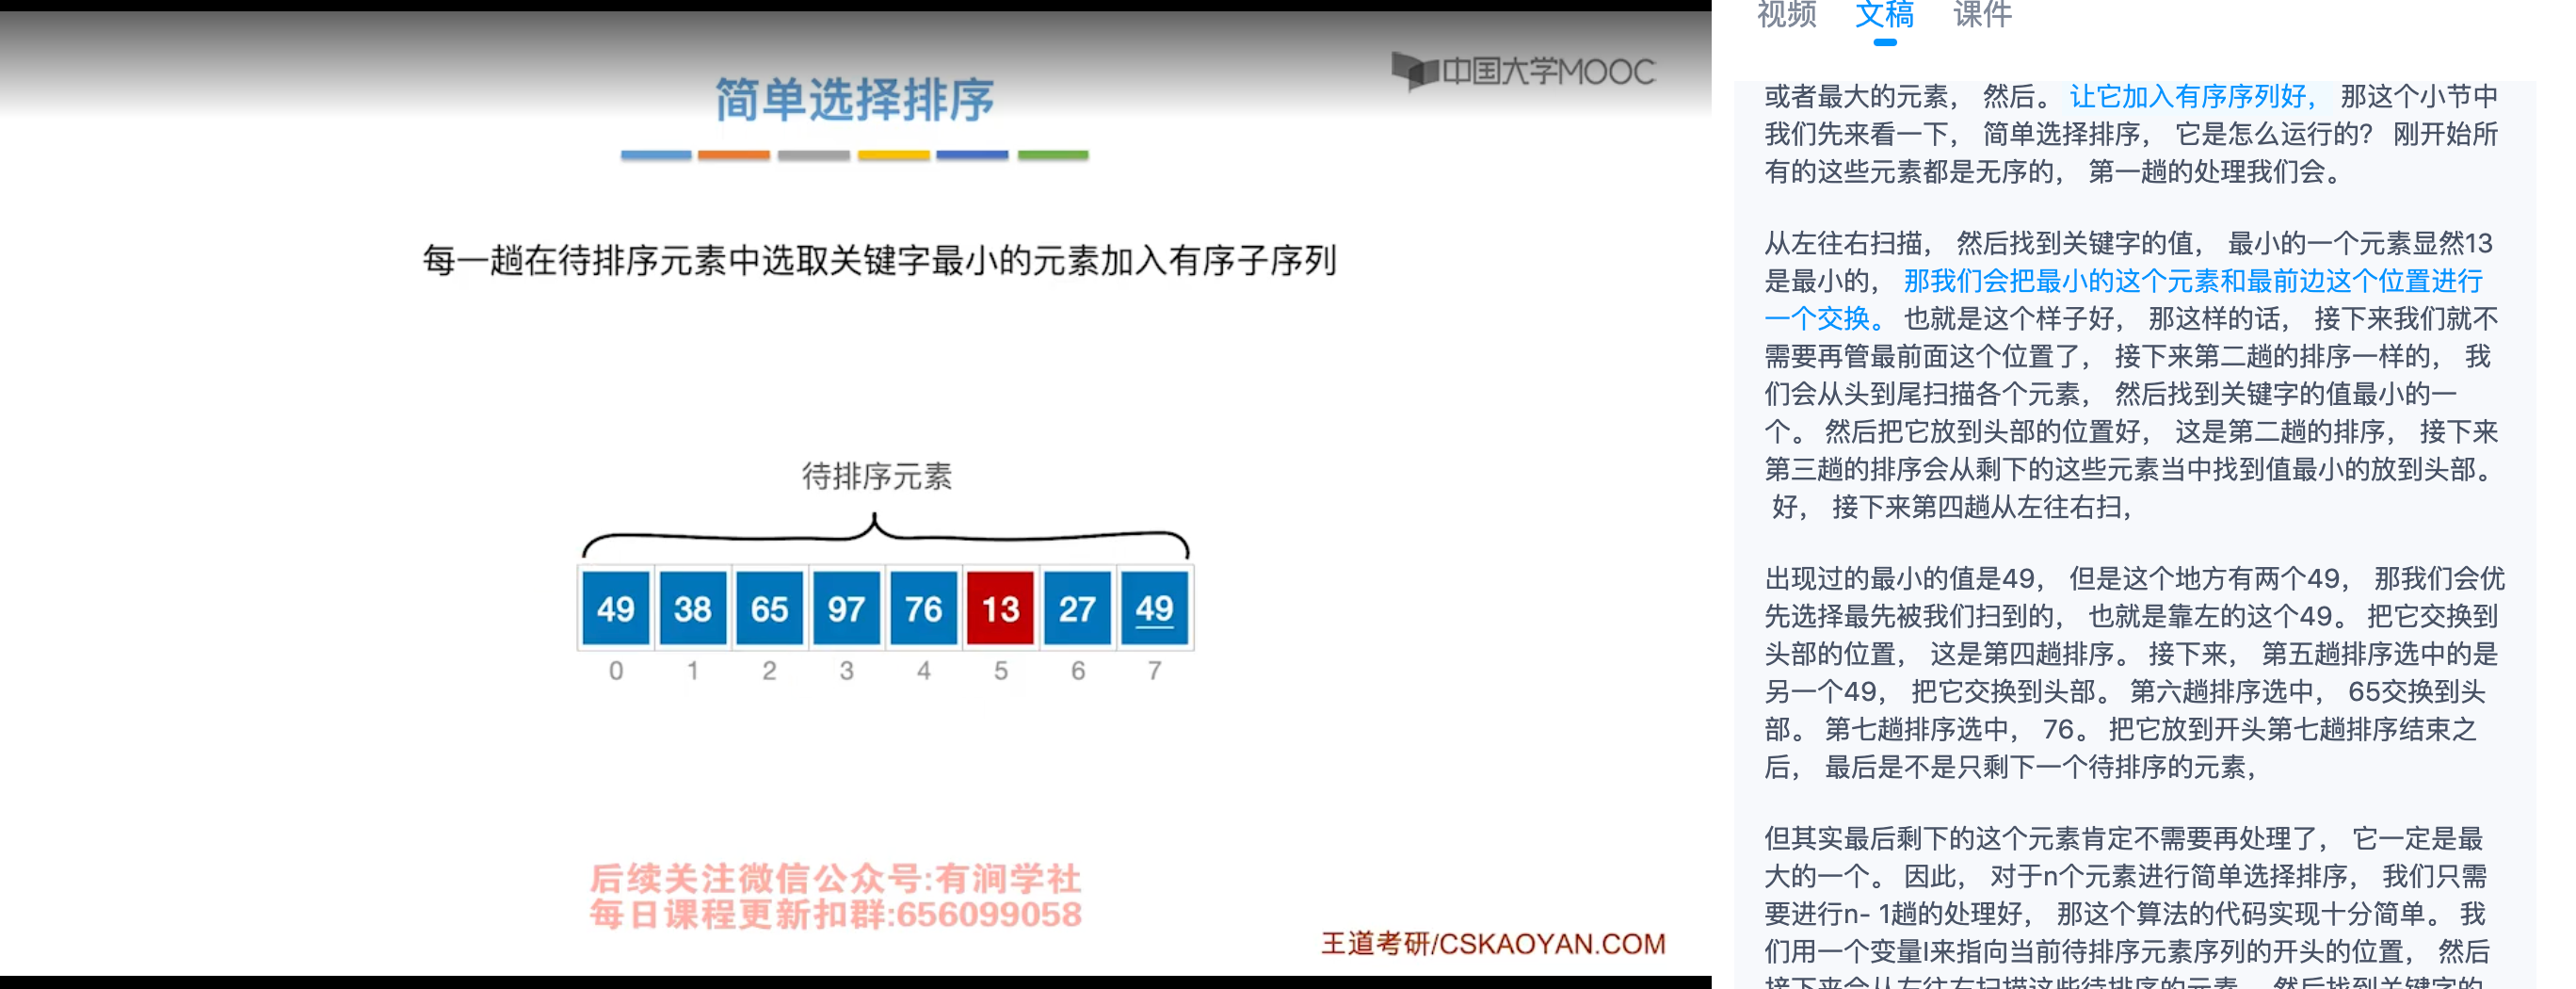 简单选择排序
中国大学MOOC
每一趟在待排序元素中选取关键字最小的元素加入有序子序列
待排序元素
49 38 65 97 76 13 27 49
0 1 2 3 4 5 6 7
后续关注微信公众号:有涧学社
每日课程更新扣群:656099058
王道考研/CSKAOYAN.COM
视频 文稿 课件
或者最大的元素， 然后。 让它加入有序序列好， 那这个小节中
我们先来看一下， 简单选择排序， 它是怎么运行的? 刚开始所
有的这些元素都是无序的， 第一趟的处理我们会。
从左往右扫描， 然后找到关键字的值， 最小的一个元素显然13
是最小的， 那我们会把最小的这个元素和最前边这个位置进行
一个交换。 也就是这个样子好， 那这样的话， 接下来我们就不
需要再管最前面这个位置了， 接下来第二趟的排序一样的， 我
们会从头到尾扫描各个元素， 然后找到关键字的值最小的一
个。 然后把它放到头部的位置好， 这是第二趟的排序， 接下来
第三趟的排序会从剩下的这些元素当中找到值最小的放到头部。
好， 接下来第四趟从左往右扫，
出现过的最小的值是49， 但是这个地方有两个49， 那我们会优
先选择最先被我们扫到的， 也就是靠左的这个49。 把它交换到
头部的位置， 这是第四趟排序。 接下来， 第五趟排序选中的是
另一个49， 把它交换到头部。 第六趟排序选中， 65交换到头
部。 第七趟排序选中， 76。 把它放到开头第七趟排序结束之
后， 最后是不是只剩下一个待排序的元素，
但其实最后剩下的这个元素肯定不需要再处理了， 它一定是最
大的一个。 因此， 对于n个元素进行简单选择排序， 我们只需
要进行n- 1趟的处理好， 那这个算法的代码实现十分简单。 我
们用一个变量I来指向当前待排序元素序列的开头的位置， 然后
接下来会从左往右扫描这些待排序的元素， 然后找到关键字的